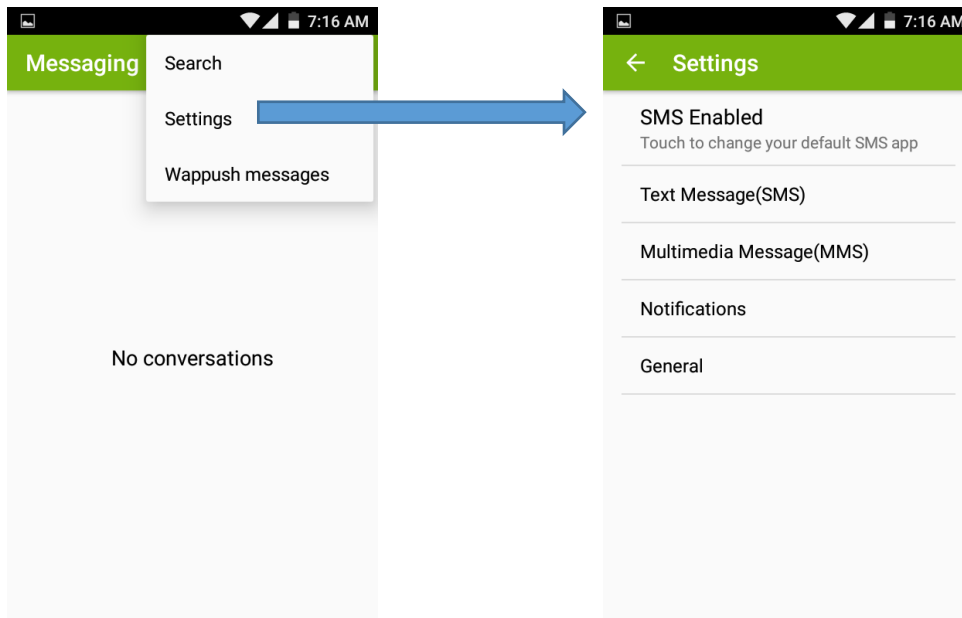 7:16 AM
Messaging
Search
Settings
Wappush messages
No conversations
7:16 AM
Settings
SMS Enabled
Touch to change your default SMS app
Text Message(SMS)
Multimedia Message(MMS)
Notifications
General